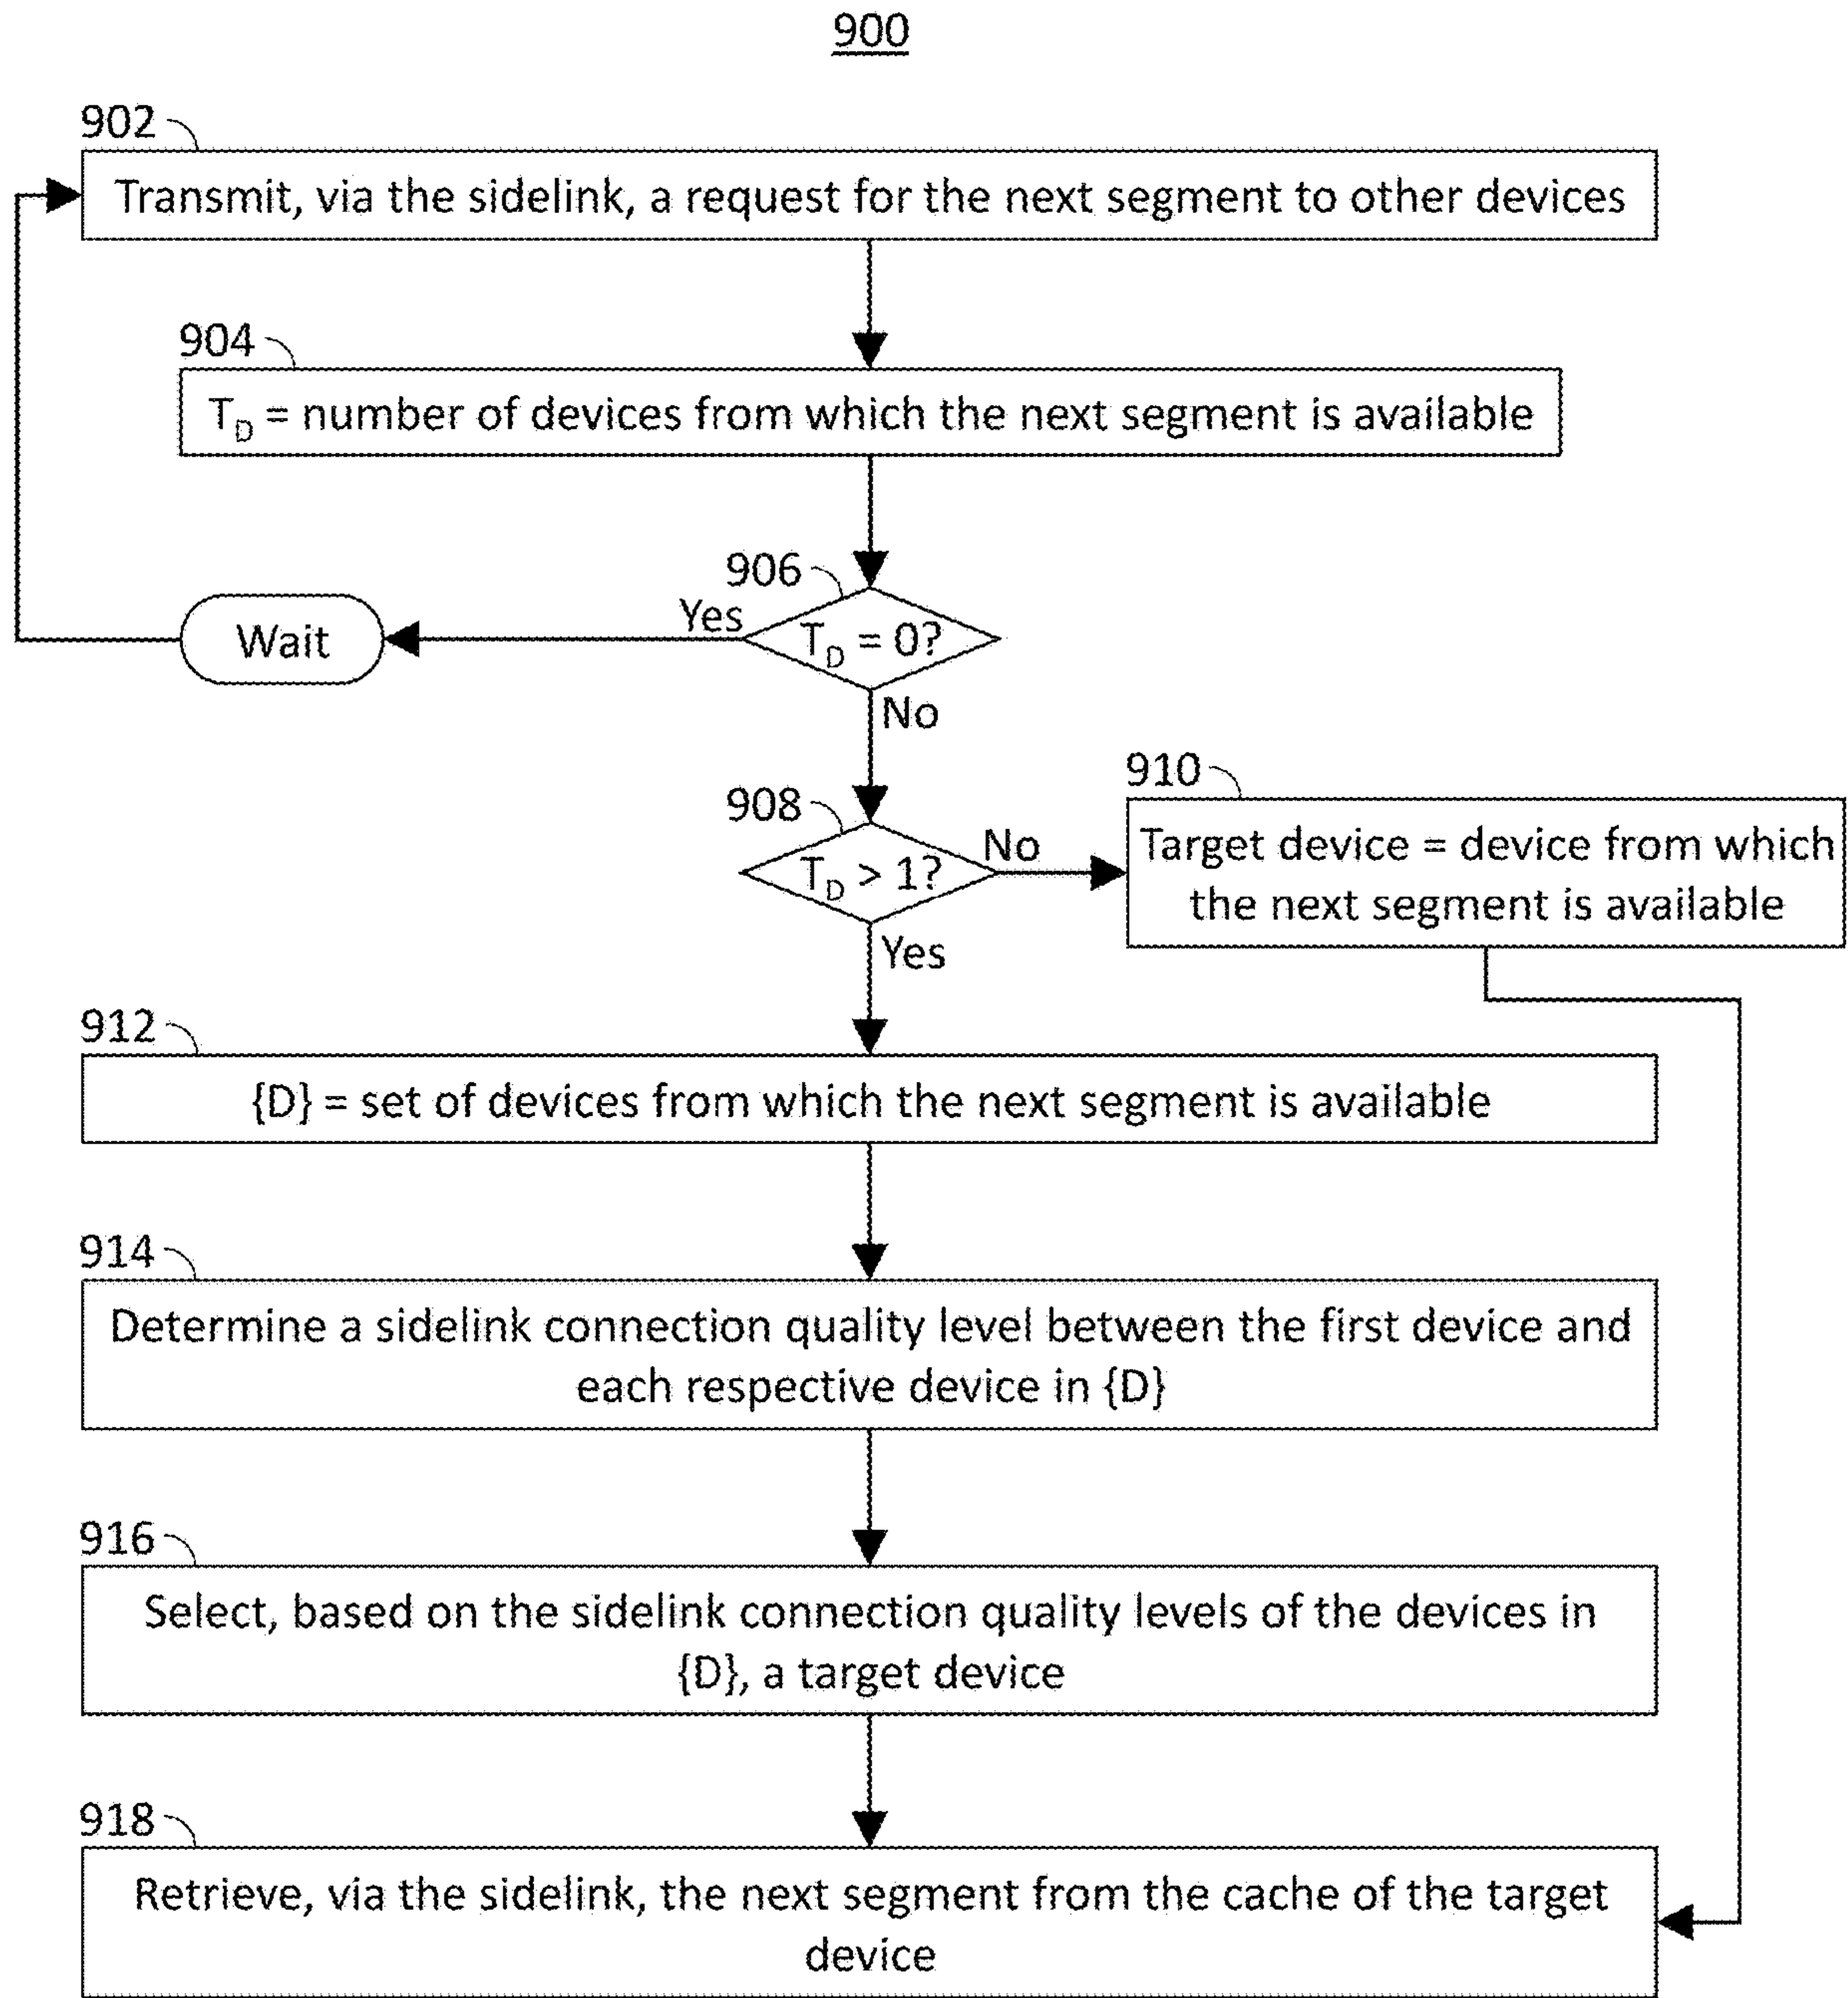 900
902
Transmit, via the sidelink, a request for the next segment to other devices
904
T_D = number of devices from which the next segment is available
906
Yes
T_D = 0?
Wait
No
908
No
T_D > 1?
910
Target device = device from which
the next segment is available
Yes
912
{D} = set of devices from which the next segment is available
914
Determine a sidelink connection quality level between the first device and
each respective device in {D}
916
Select, based on the sidelink connection quality levels of the devices in
{D}, a target device
918
Retrieve, via the sidelink, the next segment from the cache of the target
device